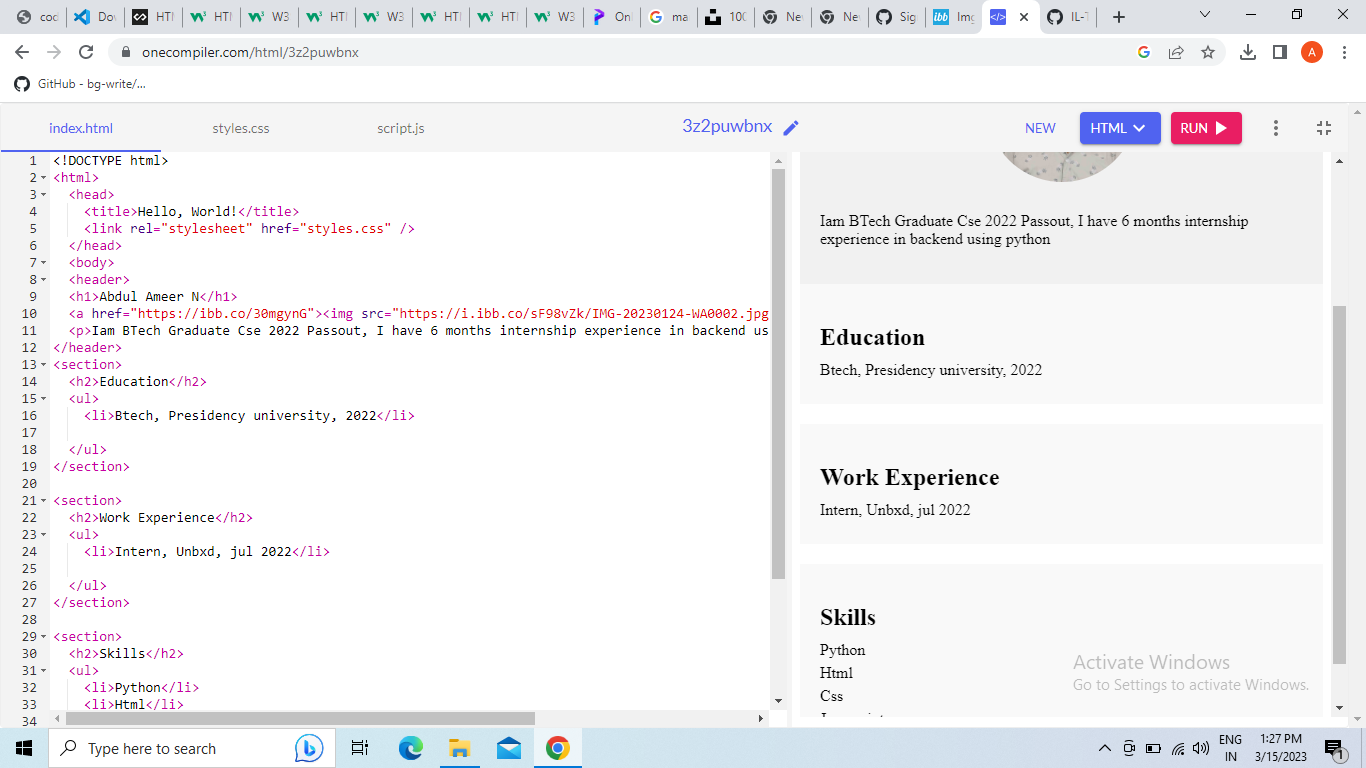 coc
Dov
HTM
HTM
W3
HTM
W3
HTM
HTM
W3
Onl
ma
100
Nev
Nev
Sig
ibb Img
IL-T
onecompiler.com/html/3z2puwbnx
A
GitHub - bg-write/...
index.html styles.css script.js 3z2puwbnx NEW HTML RUN
1 <!DOCTYPE html>
2 <html>
3 <head>
4 <title>Hello, World!</title>
5 <link rel="stylesheet" href="styles.css" />
6 </head>
7 <body>
8 <header>
9 <h1>Abdul Ameer N</h1>
10 <a href="https://ibb.co/30mgynG"><img src="https://i.ibb.co/sF98vZk/IMG-20230124-WA0002.jpg
11 <p>Iam BTech Graduate Cse 2022 Passout, I have 6 months internship experience in backend us
12 </header>
13 <section>
14 <h2>Education</h2>
15 <ul>
16 <li>Btech, Presidency university, 2022</li>
17
18 </ul>
19 </section>
20
21 <section>
22 <h2>Work Experience</h2>
23 <ul>
24 <li>Intern, Unbxd, jul 2022</li>
25
26 </ul>
27 </section>
28
29 <section>
30 <h2>Skills</h2>
31 <ul>
32 <li>Python</li>
33 <li>Html</li>
34
Iam BTech Graduate Cse 2022 Passout, I have 6 months internship
experience in backend using python
Education
Btech, Presidency university, 2022
Work Experience
Intern, Unbxd, jul 2022
Skills
Python
Html
Css
Activate Windows
Go to Settings to activate Windows.
Type here to search
ENG
IN
1:27 PM
3/15/2023
1